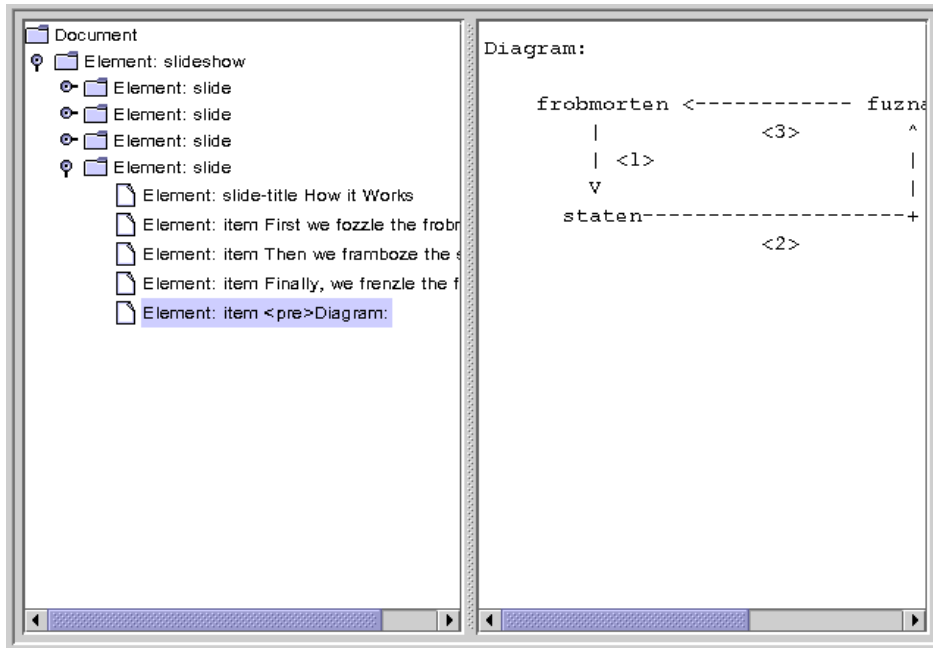 Document
Element: slideshow
Element: slide
Element: slide
Element: slide
Element: slide
Element: slide-title How it Works
Element: item First we fozzle the frobr
Element: item Then we framboze the s
Element: item Finally, we frenzle the f
Element: item <pre>Diagram:
Diagram:
frobmorten <------------ fuzna
|             <3>         ^
| <1>                     |
V                         |
staten--------------------+
<2>